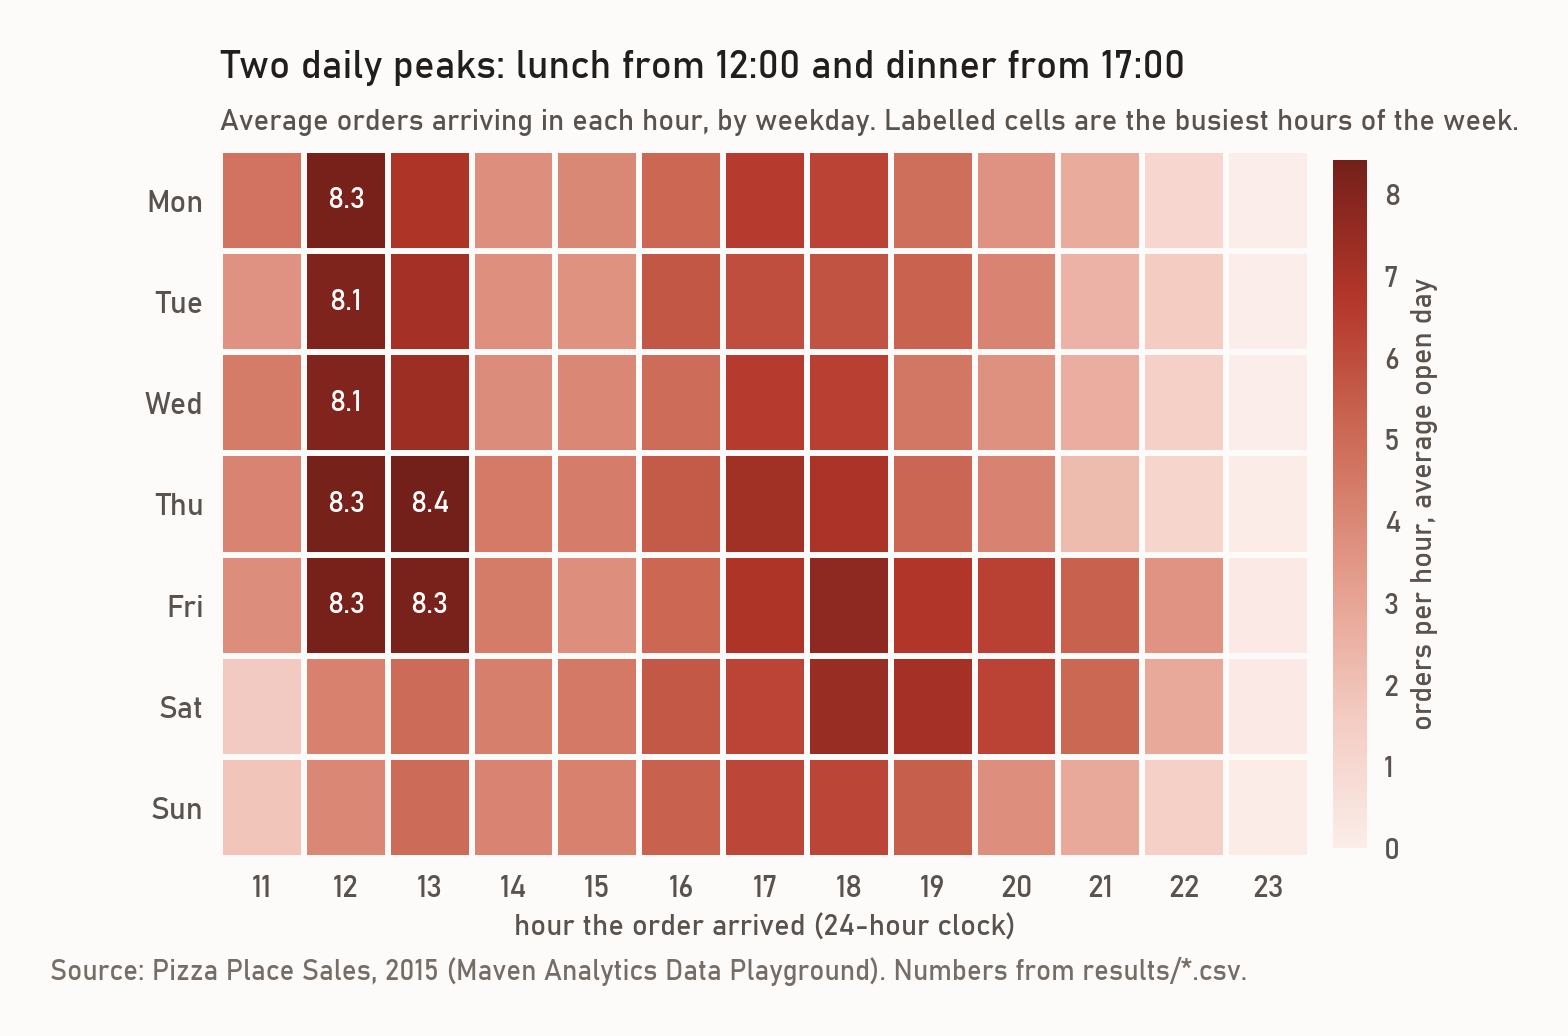 Two daily peaks: lunch from 12:00 and dinner from 17:00
Average orders arriving in each hour, by weekday. Labelled cells are the busiest hours of the week.
Mon 8.3
Tue 8.1
Wed 8.1
Thu 8.3 8.4
Fri 8.3 8.3
Sat
Sun
11 12 13 14 15 16 17 18 19 20 21 22 23
hour the order arrived (24-hour clock)
8
7
6
5
4
3
2
1
0
orders per hour, average open day
Source: Pizza Place Sales, 2015 (Maven Analytics Data Playground). Numbers from results/*.csv.